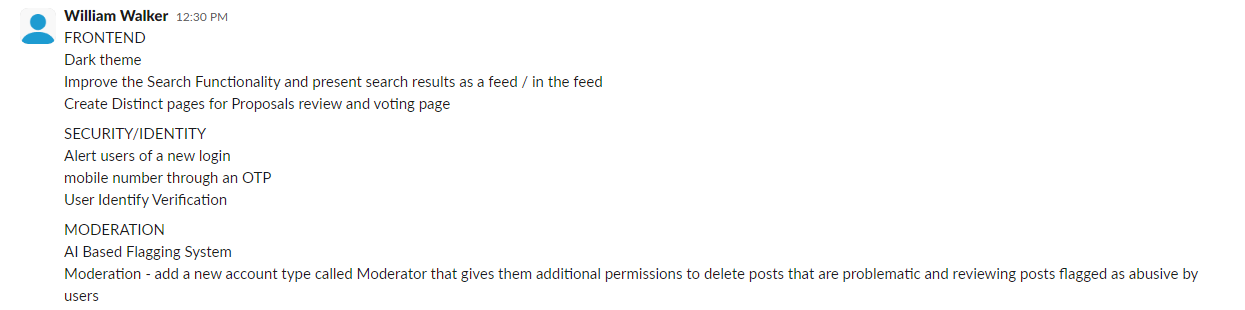 William Walker 12:30 PM
FRONTEND
Dark theme
Improve the Search Functionality and present search results as a feed / in the feed
Create Distinct pages for Proposals review and voting page
SECURITY/IDENTITY
Alert users of a new login
mobile number through an OTP
User Identify Verification
MODERATION
AI Based Flagging System
Moderation - add a new account type called Moderator that gives them additional permissions to delete posts that are problematic and reviewing posts flagged as abusive by
users